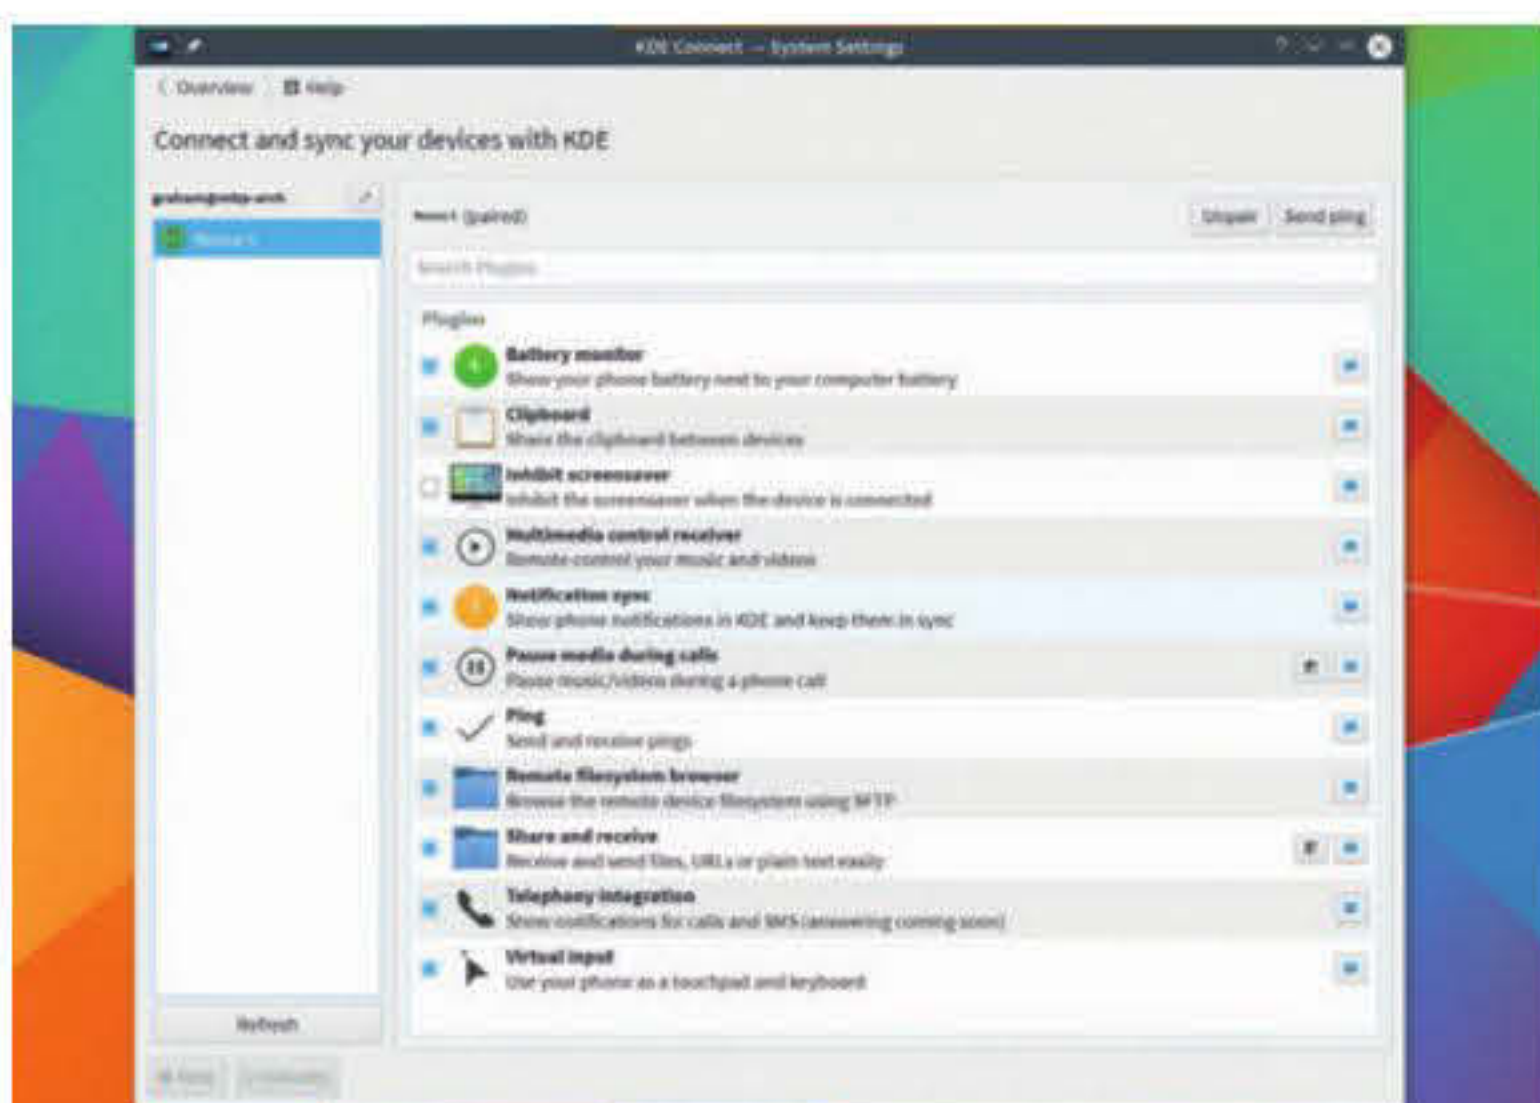 KDE Connect — System Settings
Overview Help
Connect and sync your devices with KDE
graham@mbp-arch
(paired)
Unpair Send ping
Search Plugins
Plugins
Battery monitor
Show your phone battery next to your computer battery
Clipboard
Share the clipboard between devices
Inhibit screensaver
Inhibit the screensaver when the device is connected
Multimedia control receiver
Remote control your music and videos
Notification sync
Show phone notifications in KDE and keep them in sync
Pause media during calls
Pause music/videos during a phone call
Ping
Send and receive pings
Remote filesystem browser
Browse the remote device filesystem using SFTP
Share and receive
Receive and send files, URLs or plain text easily
Telephony integration
Show notifications for calls and SMS (answering coming soon)
Virtual input
Use your phone as a touchpad and keyboard
Refresh